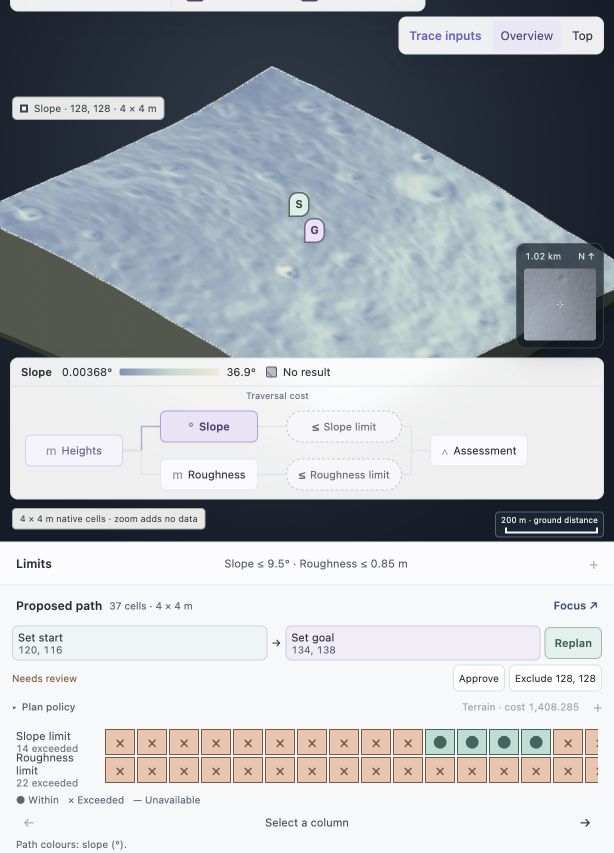 Trace inputs Overview Top
Slope · 128, 128 · 4 × 4 m
S
G
1.02 km N ↑
Slope 0.00368° 36.9° No result
Traversal cost
° Slope ≤ Slope limit
m Heights ∧ Assessment
m Roughness ≤ Roughness limit
4 × 4 m native cells · zoom adds no data
200 m · ground distance
Limits Slope ≤ 9.5° · Roughness ≤ 0.85 m +
Proposed path 37 cells · 4 × 4 m Focus ↗
Set start
120, 116
→
Set goal
134, 138
Replan
Needs review Approve Exclude 128, 128
▸ Plan policy Terrain · cost 1,408.285 +
Slope limit
14 exceeded
× × × × × × × × × × ● ● ● ● × ×
Roughness
limit
22 exceeded
× × × × × × × × × × × × × × × ×
● Within × Exceeded — Unavailable
← Select a column →
Path colours: slope (°).